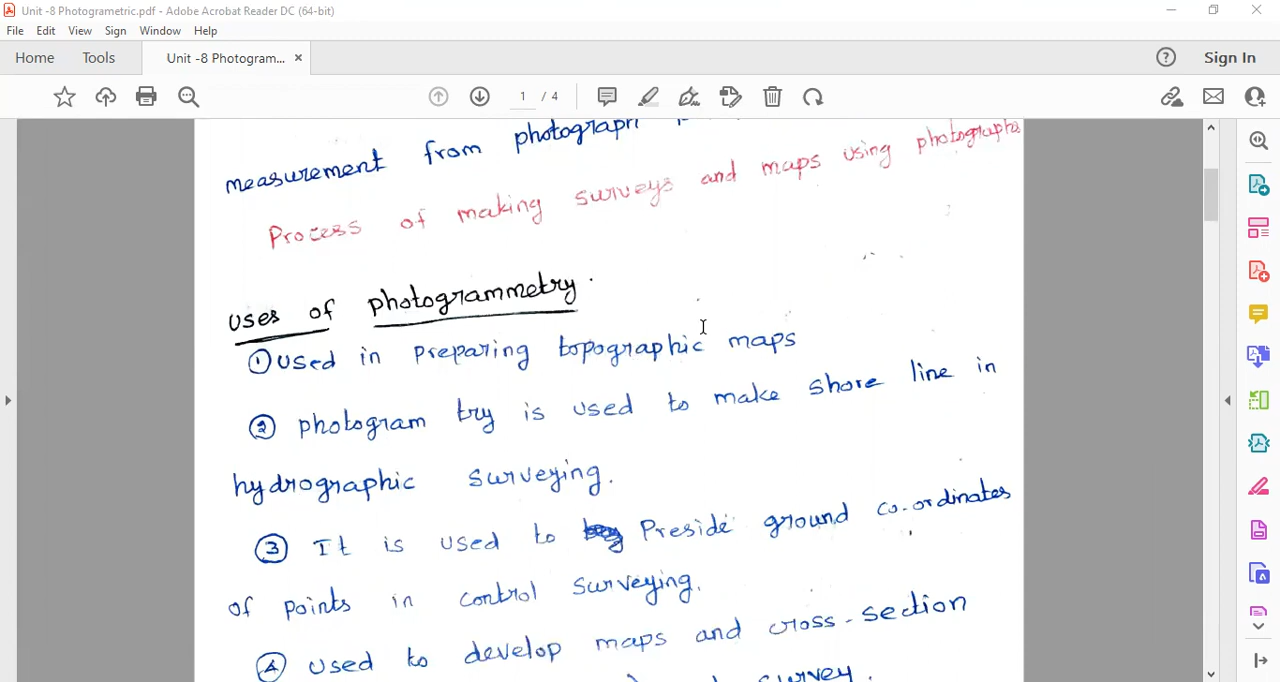 Unit -8 Photogrametric.pdf - Adobe Acrobat Reader DC (64-bit)
File Edit View Sign Window Help
Home Tools Unit -8 Photogram... × Sign In
1 / 4
measurement from photograph
Process of making surveys and maps using photographs
Uses of photogrammetry.
① Used in preparing topographic maps
② photogram try is used to make shore line in
hydrographic surveying.
③ It is used to Preside ground co-ordinates
of points in control surveying.
④ Used to develop maps and cross-section
survey.